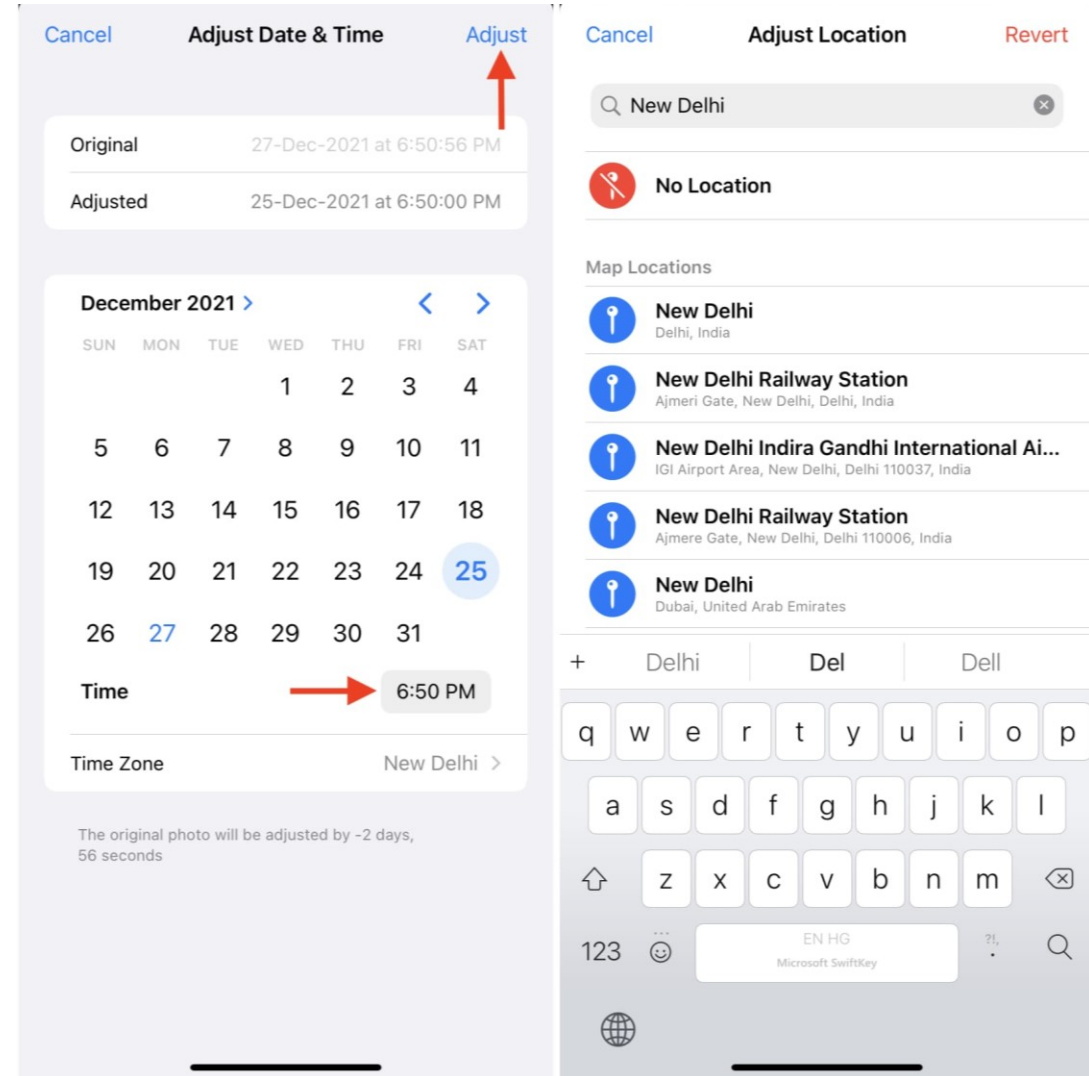 Cancel Adjust Date & Time Adjust
Original 27-Dec-2021 at 6:50:56 PM
Adjusted 25-Dec-2021 at 6:50:00 PM
December 2021
SUN MON TUE WED THU FRI SAT
1 2 3 4
5 6 7 8 9 10 11
12 13 14 15 16 17 18
19 20 21 22 23 24 25
26 27 28 29 30 31
Time 6:50 PM
Time Zone New Delhi
The original photo will be adjusted by -2 days,
56 seconds
Cancel Adjust Location Revert
New Delhi
No Location
Map Locations
New Delhi
Delhi, India
New Delhi Railway Station
Ajmeri Gate, New Delhi, Delhi, India
New Delhi Indira Gandhi International Ai...
IGI Airport Area, New Delhi, Delhi 110037, India
New Delhi Railway Station
Ajmere Gate, New Delhi, Delhi 110006, India
New Delhi
Dubai, United Arab Emirates
+ Delhi Del Dell
q w e r t y u i o p
a s d f g h j k l
z x c v b n m
123 EN HG ?!,
Microsoft SwiftKey .